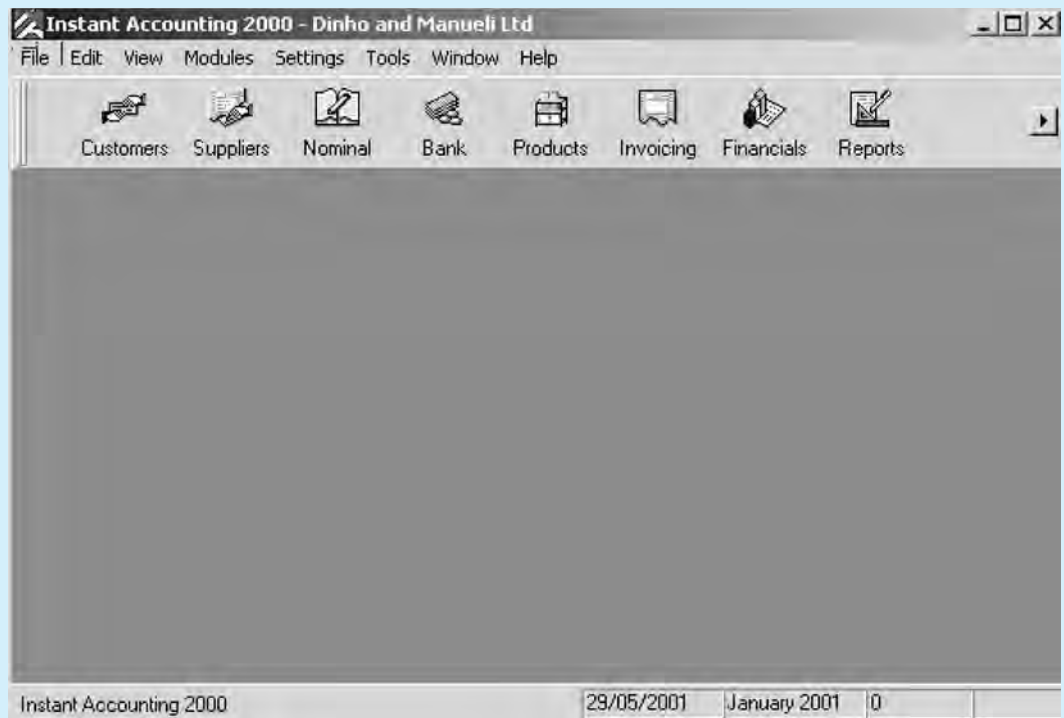 Instant Accounting 2000 - Dinho and Manueli Ltd
File Edit View Modules Settings Tools Window Help
Customers Suppliers Nominal Bank Products Invoicing Financials Reports
Instant Accounting 2000 29/05/2001 January 2001 0